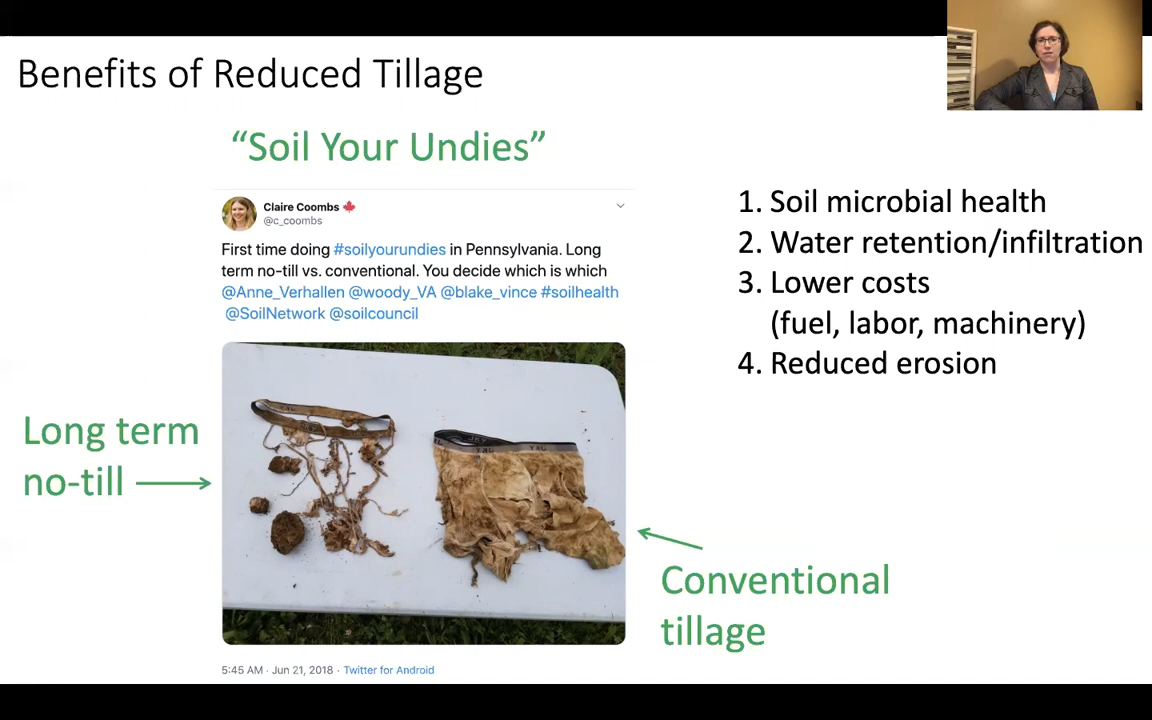 Benefits of Reduced Tillage
“Soil Your Undies”
Claire Coombs
@c_coombs
First time doing #soilyourundies in Pennsylvania. Long
term no-till vs. conventional. You decide which is which
@Anne_Verhallen @woody_VA @blake_vince #soilhealth
@SoilNetwork @soilcouncil
Long term
no-till
Conventional
tillage
5:45 AM · Jun 21, 2018 · Twitter for Android
1. Soil microbial health
2. Water retention/infiltration
3. Lower costs
(fuel, labor, machinery)
4. Reduced erosion